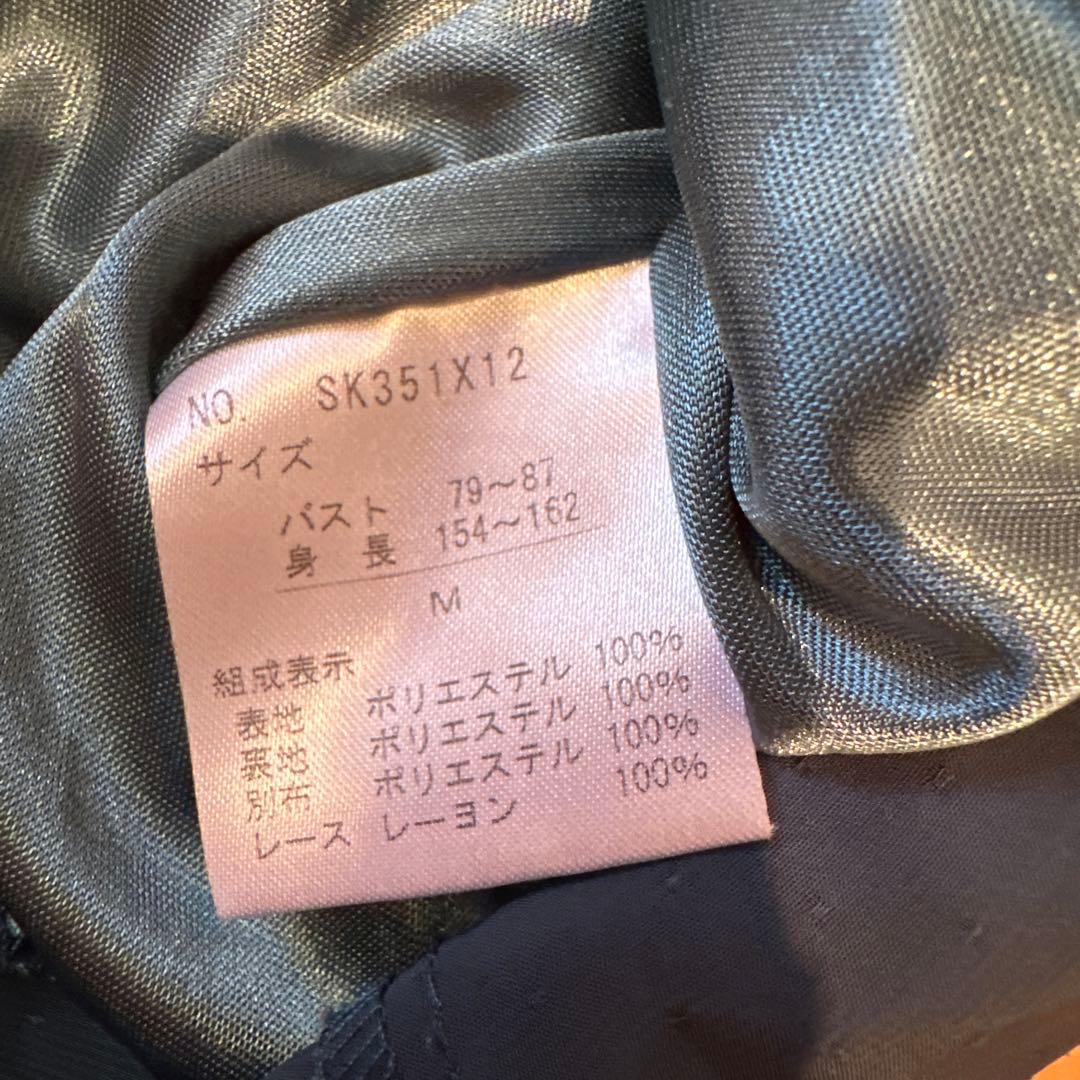 NO. SK351X12
サイズ
バスト 79～87
身長 154～162
M
組成表示
表地 ポリエステル 100%
裏地 ポリエステル 100%
別布 ポリエステル 100%
レース レーヨン 100%